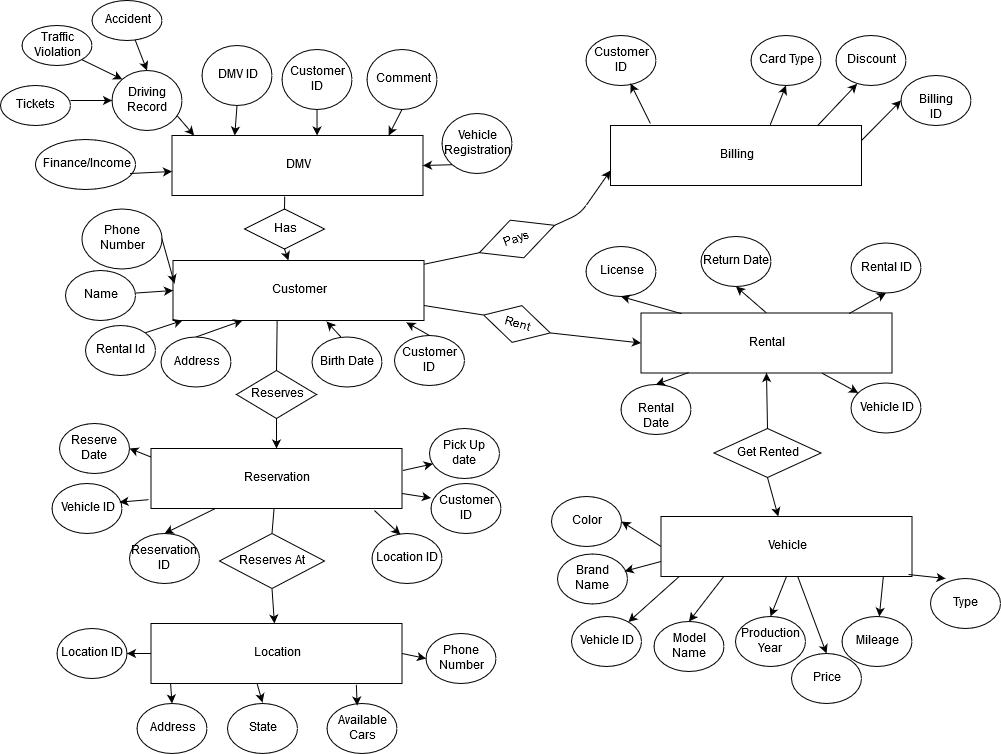 Accident
Traffic
Violation
Tickets
Driving
Record
DMV ID
Customer
ID
Comment
Finance/Income
DMV
Vehicle
Registration
Customer
ID
Card Type
Discount
Billing
ID
Billing
Has
Pays
Phone
Number
Name
Customer
Rental Id
Address
Birth Date
Customer
ID
Rent
License
Return Date
Rental ID
Rental
Rental
Date
Vehicle ID
Reserves
Get Rented
Reserve
Date
Vehicle ID
Reservation
Pick Up
date
Customer
ID
Reservation
ID
Location ID
Reserves At
Color
Brand
Name
Vehicle
Vehicle ID
Model
Name
Production
Year
Price
Mileage
Type
Location ID
Location
Phone
Number
Address
State
Available
Cars